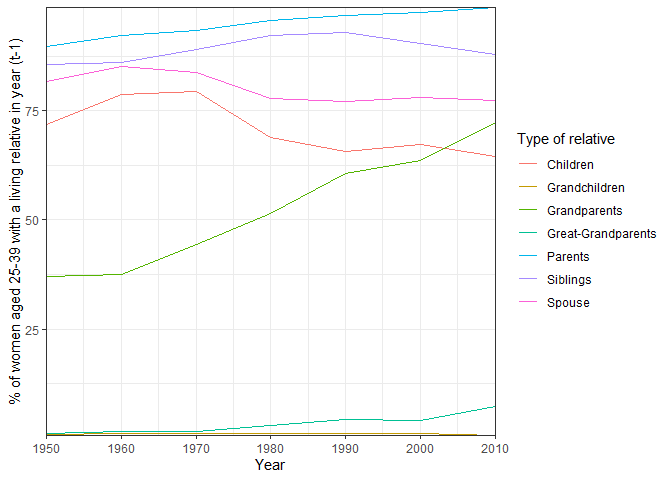 % of women aged 25-39 with a living relative in year (t-1)
75
50
25
1950 1960 1970 1980 1990 2000 2010
Year
Type of relative
Children
Grandchildren
Grandparents
Great-Grandparents
Parents
Siblings
Spouse